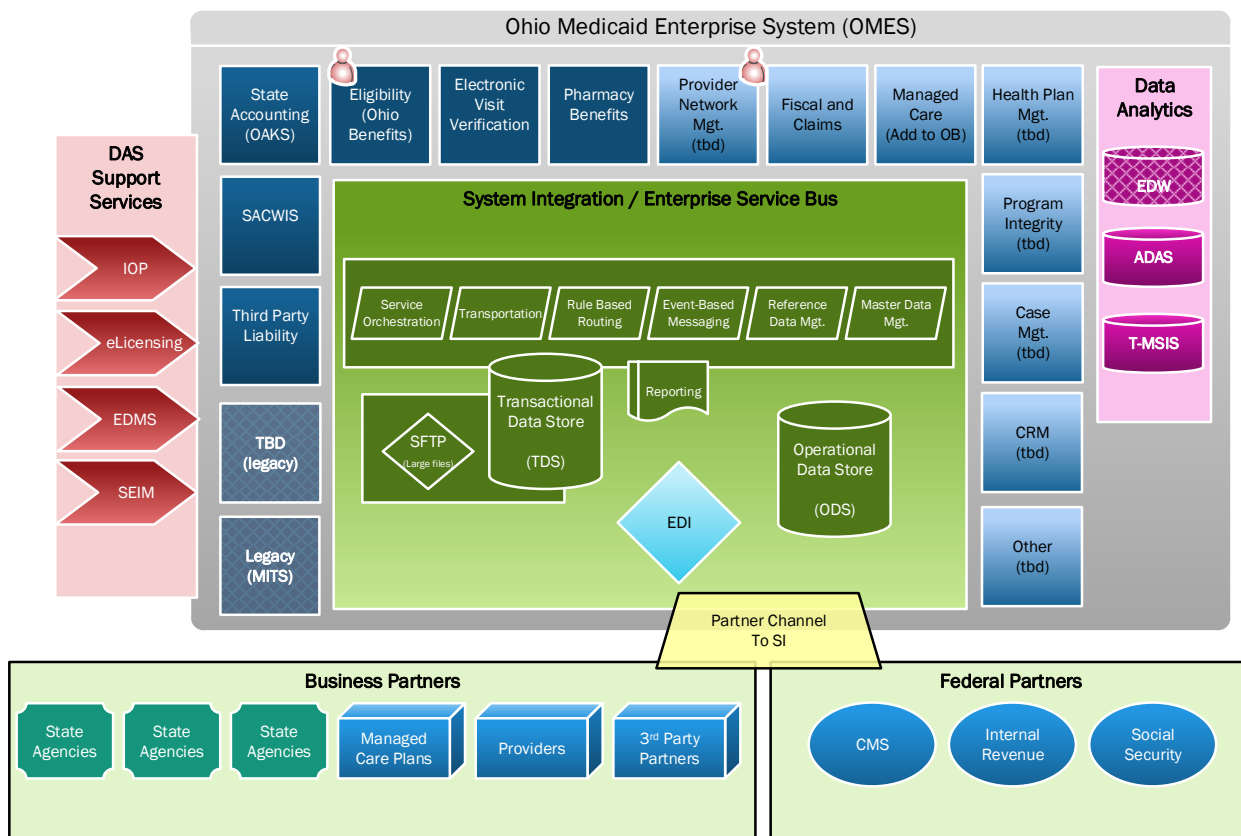 Ohio Medicaid Enterprise System (OMES)
State
Accounting
(OAKS)
Eligibility
(Ohio
Benefits)
Electronic
Visit
Verification
Pharmacy
Benefits
Provider
Network
Mgt.
(tbd)
Fiscal and
Claims
Managed
Care
(Add to OB)
Health Plan
Mgt.
(tbd)
Data
Analytics
EDW
ADAS
T-MSIS
DAS
Support
Services
IOP
eLicensing
EDMS
SEIM
SACWIS
Third Party
Liability
TBD
(legacy)
Legacy
(MITS)
System Integration / Enterprise Service Bus
Service
Orchestration
Transportation
Rule Based
Routing
Event-Based
Messaging
Reference
Data Mgt.
Master Data
Mgt.
SFTP
(Large files)
Transactional
Data Store
(TDS)
Reporting
EDI
Operational
Data Store
(ODS)
Program
Integrity
(tbd)
Case
Mgt.
(tbd)
CRM
(tbd)
Other
(tbd)
Partner Channel
To SI
Business Partners
State
Agencies
State
Agencies
State
Agencies
Managed
Care Plans
Providers
3rd Party
Partners
Federal Partners
CMS
Internal
Revenue
Social
Security